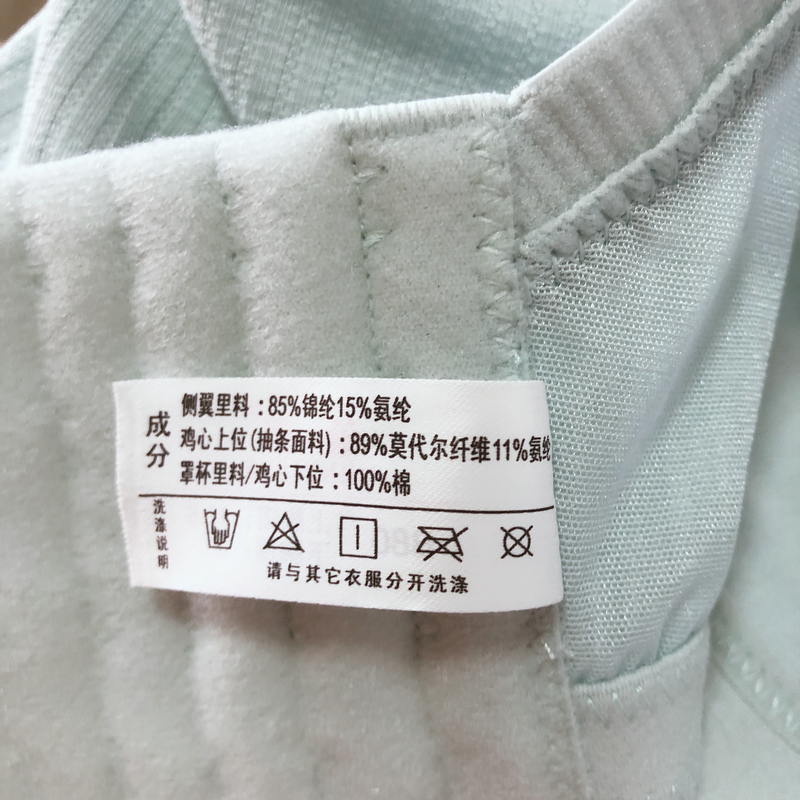 成分
侧翼里料：85%锦纶15%氨纶
鸡心上位(抽条面料)：89%莫代尔纤维11%氨纶
罩杯里料/鸡心下位：100%棉
洗涤说明
请与其它衣服分开洗涤